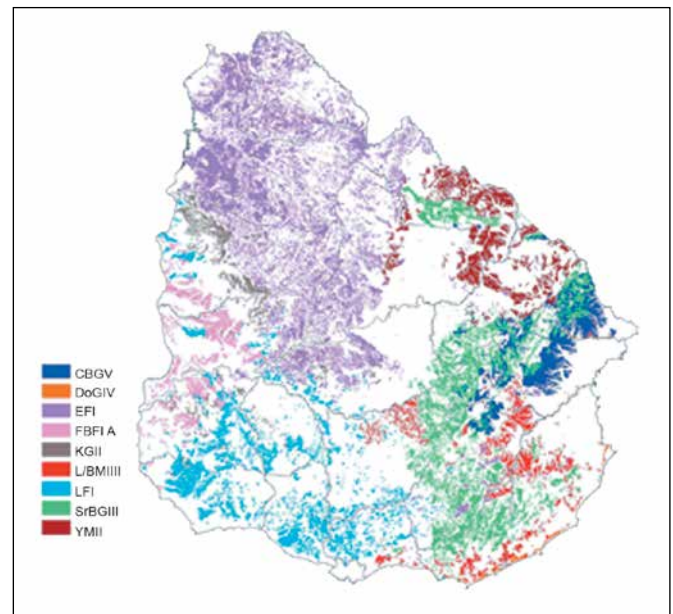 CBGV
DoGIV
EFI
FBFI A
KGII
L/BMIIII
LFI
SrBGIII
YMII